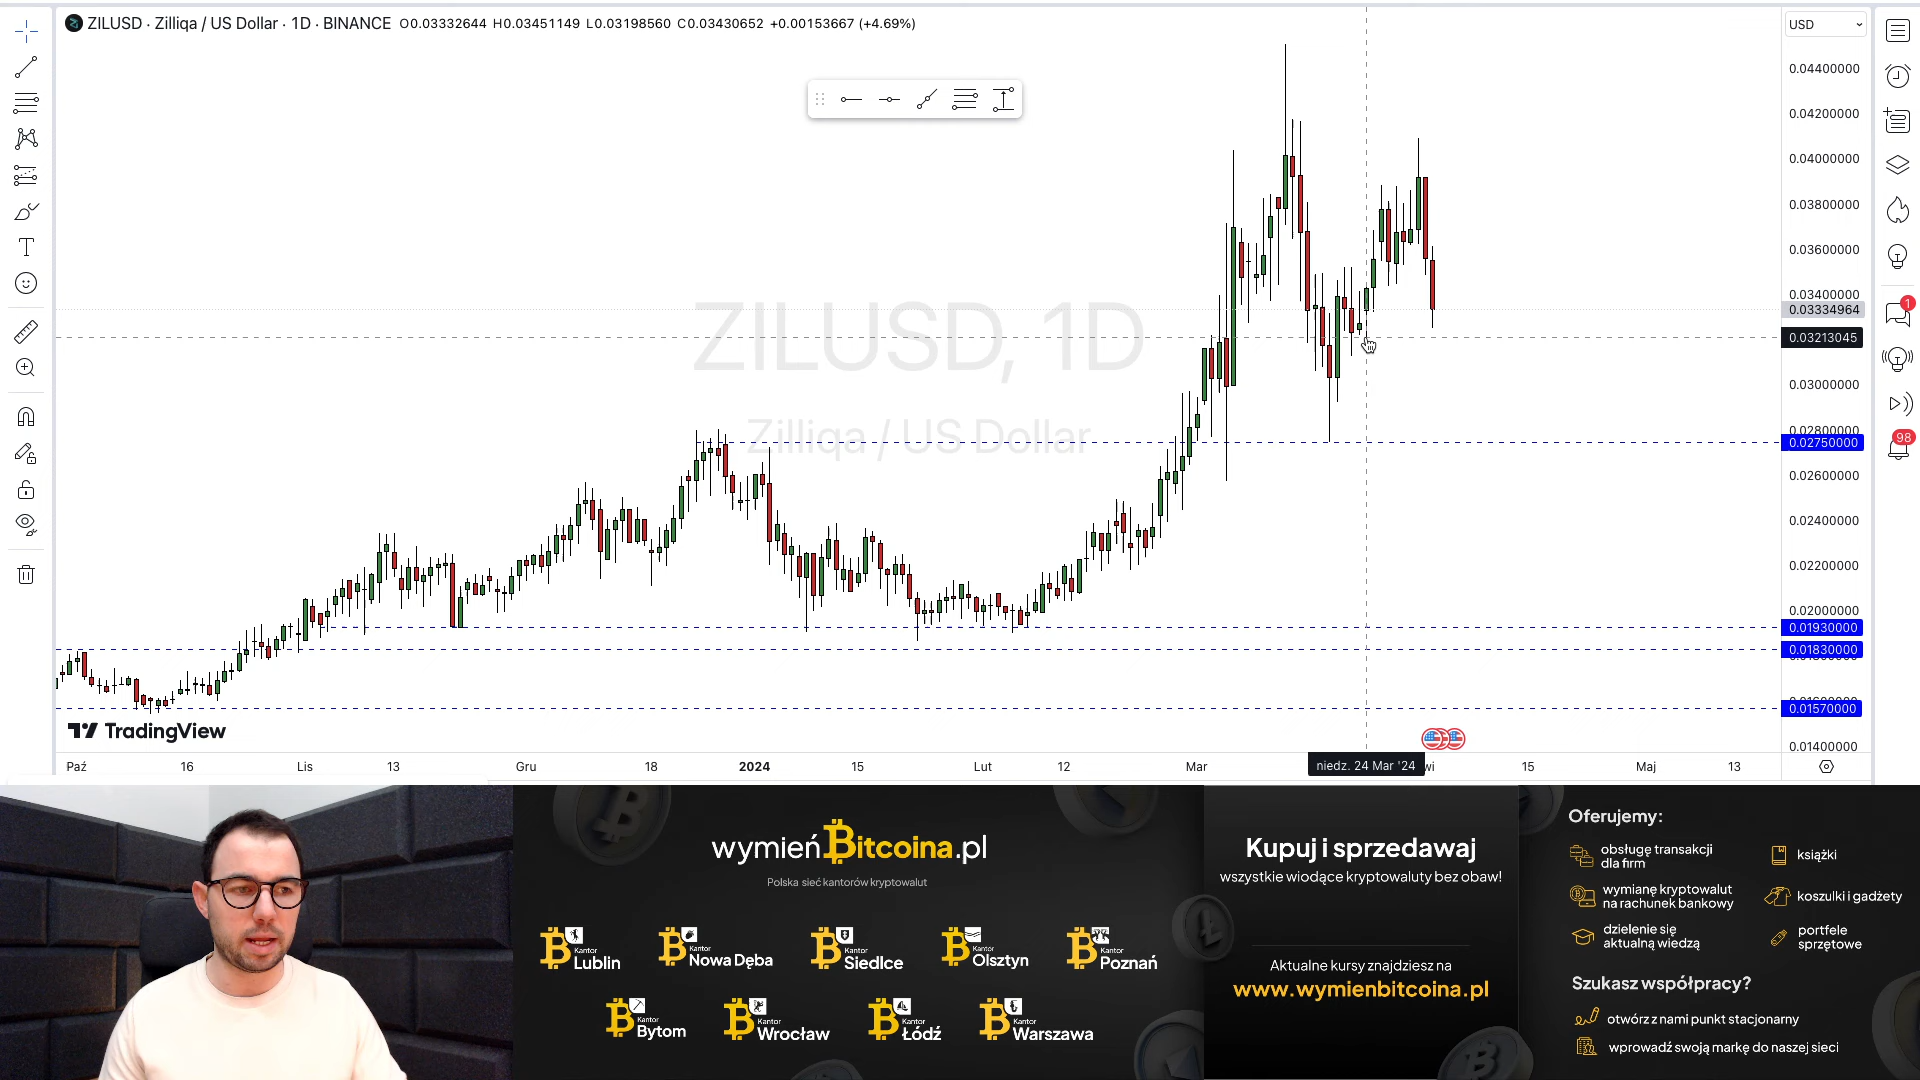 ZILUSD · Zilliqa / US Dollar · 1D · BINANCE O0.03332644 H0.03451149 L0.03198560 C0.03430652 +0.00153667 (+4.69%)
USD
0.04400000
0.04200000
0.04000000
0.03800000
0.03600000
0.03400000
0.03334964
0.03213045
0.03000000
0.02800000
0.02750000
0.02600000
0.02400000
0.02200000
0.02000000
0.01930000
0.01830000
0.01600000
0.01570000
0.01400000
1
98
ZILUSD, 1D
Zilliqa / US Dollar
TradingView
Paź 16 Lis 13 Gru 18 2024 15 Lut 12 Mar niedz. 24 Mar '24 wi 15 Maj 13
wymieńBitcoina.pl
Polska sieć kantorów kryptowalut
Kantor Lublin
Kantor Nowa Dęba
Kantor Siedlce
Kantor Olsztyn
Kantor Poznań
Kantor Bytom
Kantor Wrocław
Kantor Łódź
Kantor Warszawa
Kupuj i sprzedawaj
wszystkie wiodące kryptowaluty bez obaw!
Aktualne kursy znajdziesz na
www.wymienbitcoina.pl
Oferujemy:
obsługę transakcji
dla firm
wymianę kryptowalut
na rachunek bankowy
dzielenie się
aktualną wiedzą
książki
koszulki i gadżety
portfele
sprzętowe
Szukasz współpracy?
otwórz z nami punkt stacjonarny
wprowadź swoją markę do naszej sieci